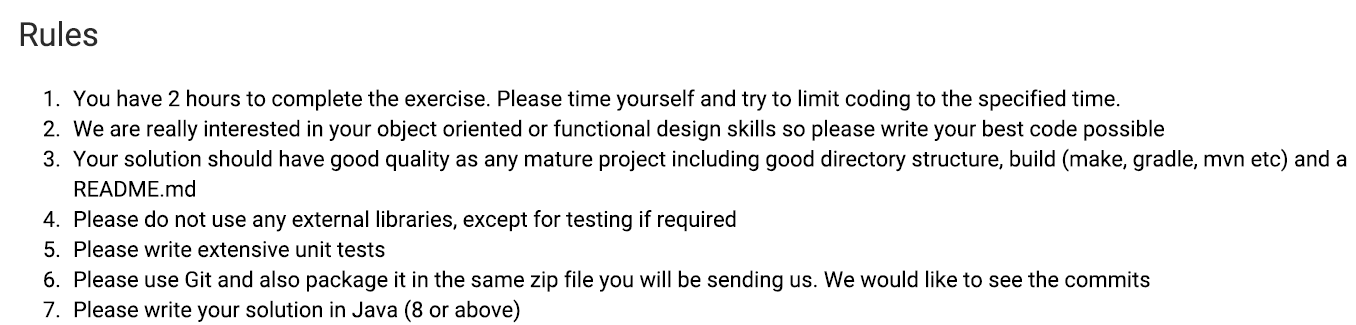 Rules
1. You have 2 hours to complete the exercise. Please time yourself and try to limit coding to the specified time.
2. We are really interested in your object oriented or functional design skills so please write your best code possible
3. Your solution should have good quality as any mature project including good directory structure, build (make, gradle, mvn etc) and a
README.md
4. Please do not use any external libraries, except for testing if required
5. Please write extensive unit tests
6. Please use Git and also package it in the same zip file you will be sending us. We would like to see the commits
7. Please write your solution in Java (8 or above)